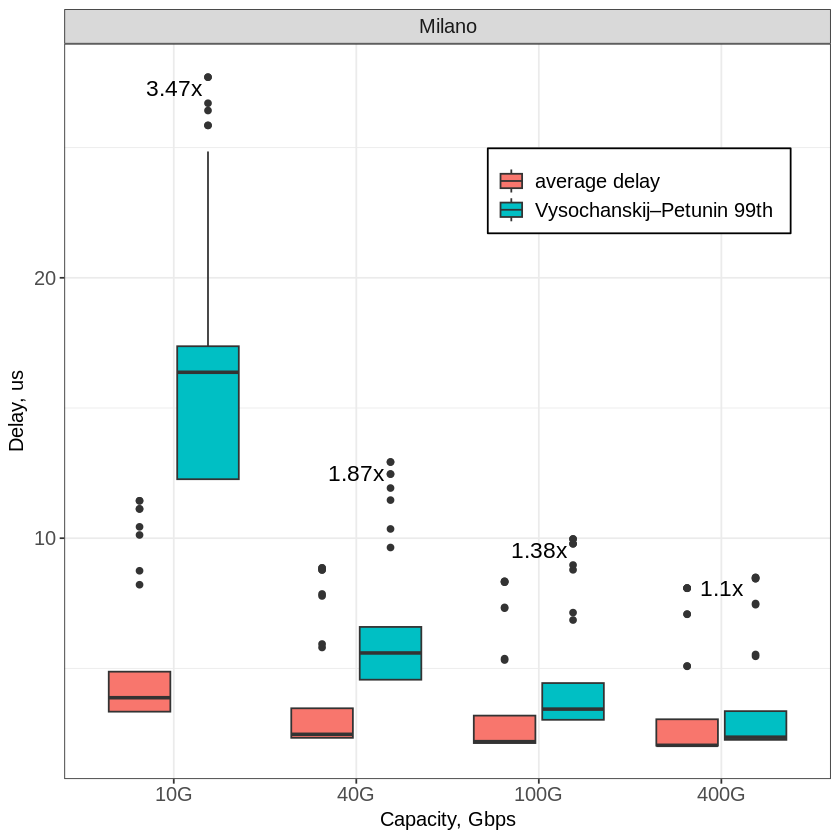 Milano
3.47x
average delay
Vysochanskij–Petunin 99th
20
Delay, us
1.87x
10
1.38x
1.1x
10G 40G 100G 400G
Capacity, Gbps